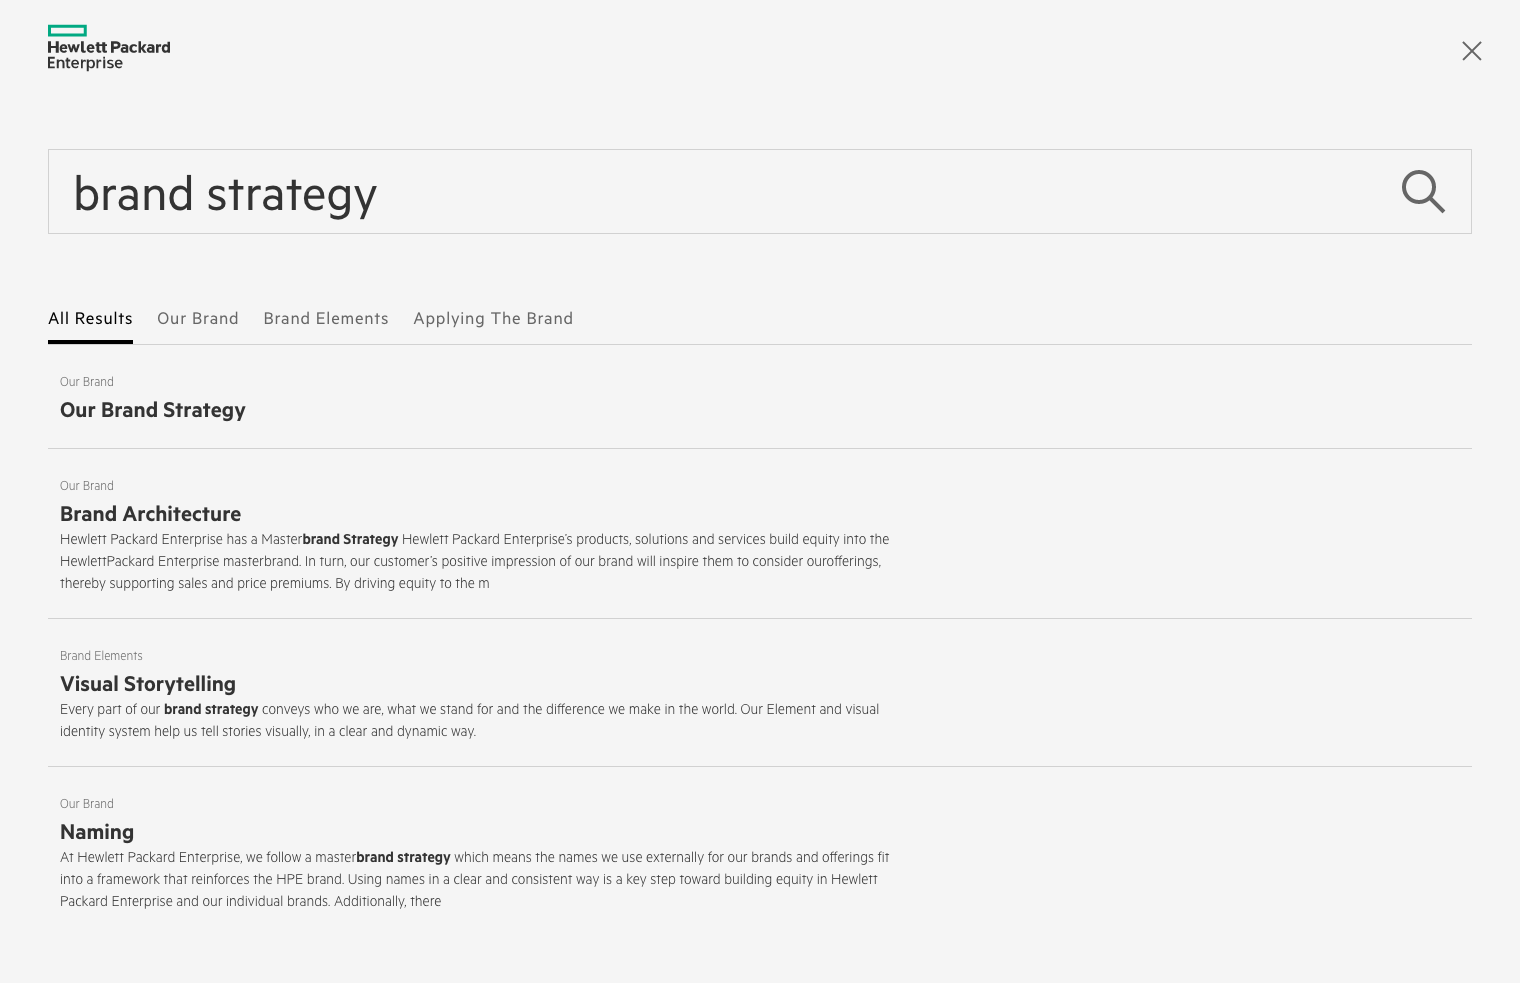 Hewlett Packard
Enterprise
brand strategy
All Results Our Brand Brand Elements Applying The Brand
Our Brand
Our Brand Strategy
Our Brand
Brand Architecture
Hewlett Packard Enterprise has a Masterbrand Strategy Hewlett Packard Enterprise's products, solutions and services build equity into the
HewlettPackard Enterprise masterbrand. In turn, our customer's positive impression of our brand will inspire them to consider ourofferings,
thereby supporting sales and price premiums. By driving equity to the m
Brand Elements
Visual Storytelling
Every part of our brand strategy conveys who we are, what we stand for and the difference we make in the world. Our Element and visual
identity system help us tell stories visually, in a clear and dynamic way.
Our Brand
Naming
At Hewlett Packard Enterprise, we follow a masterbrand strategy which means the names we use externally for our brands and offerings fit
into a framework that reinforces the HPE brand. Using names in a clear and consistent way is a key step toward building equity in Hewlett
Packard Enterprise and our individual brands. Additionally, there